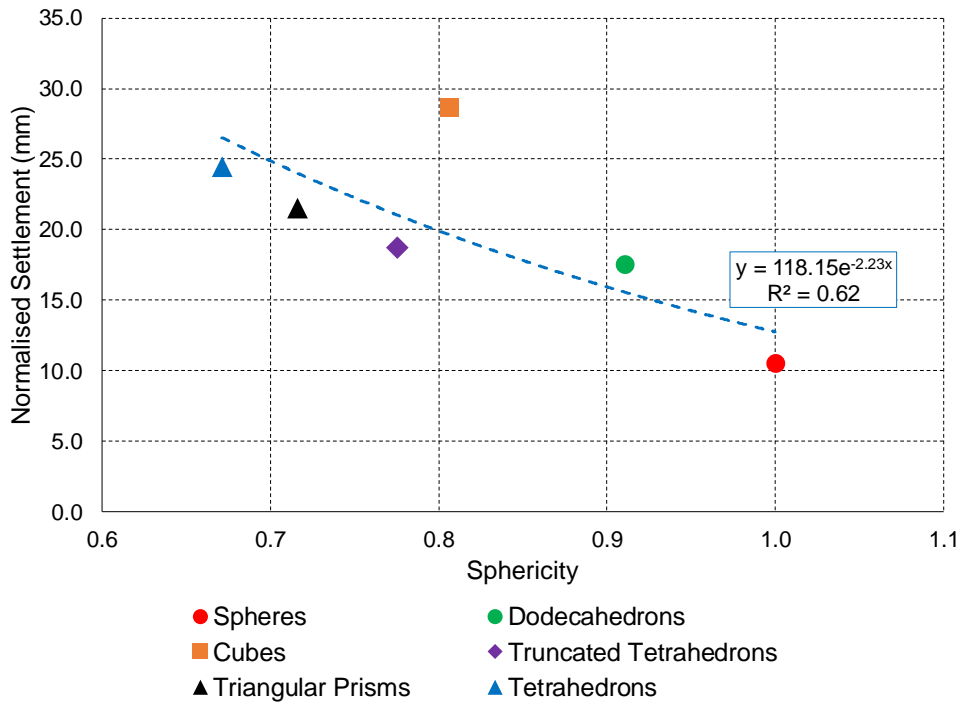 35.0
30.0
25.0
20.0
15.0
10.0
5.0
0.0
Normalised Settlement (mm)
y = 118.15e-2.23x
R² = 0.62
0.6 0.7 0.8 0.9 1.0 1.1
Sphericity
Spheres Dodecahedrons
Cubes Truncated Tetrahedrons
Triangular Prisms Tetrahedrons